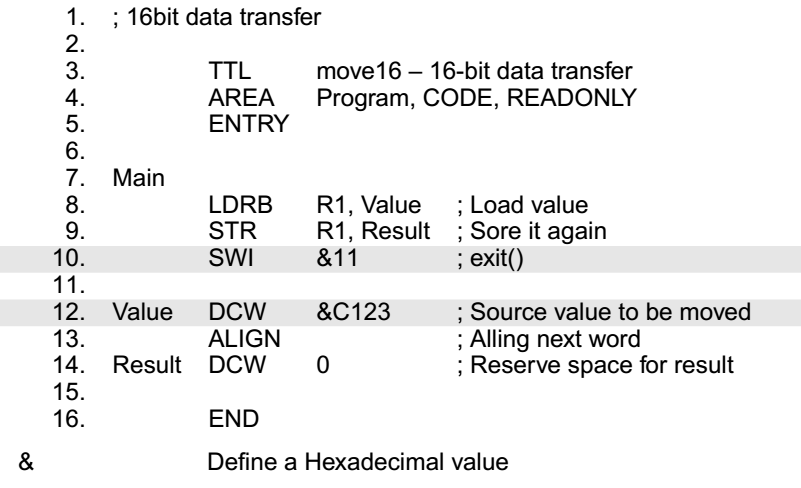 1. ; 16bit data transfer
2.
3. TTL move16 – 16-bit data transfer
4. AREA Program, CODE, READONLY
5. ENTRY
6.
7. Main
8. LDRB R1, Value ; Load value
9. STR R1, Result ; Sore it again
10. SWI &11 ; exit()
11.
12. Value DCW &C123 ; Source value to be moved
13. ALIGN ; Alling next word
14. Result DCW 0 ; Reserve space for result
15.
16. END
& Define a Hexadecimal value